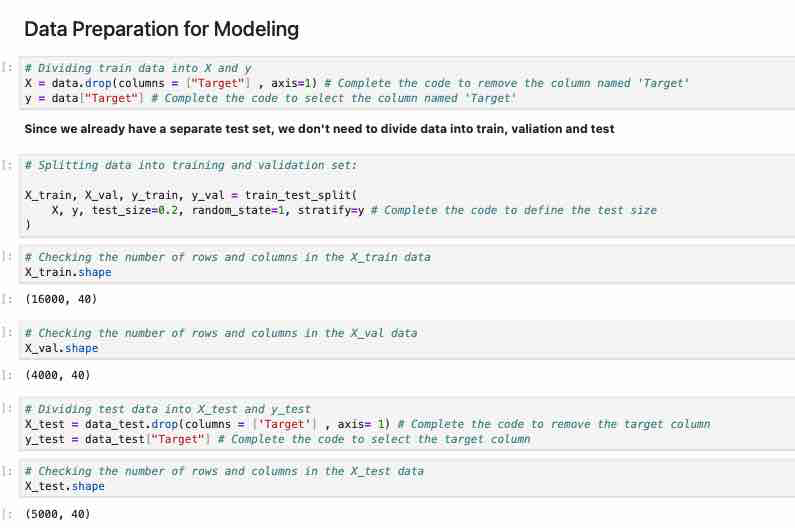 Data Preparation for Modeling
]: # Dividing train data into X and y
X = data.drop(columns = ["Target"] , axis=1) # Complete the code to remove the column named 'Target'
y = data["Target"] # Complete the code to select the column named 'Target'
Since we already have a separate test set, we don't need to divide data into train, valiation and test
]: # Splitting data into training and validation set:
X_train, X_val, y_train, y_val = train_test_split(
X, y, test_size=0.2, random_state=1, stratify=y # Complete the code to define the test size
)
]: # Checking the number of rows and columns in the X_train data
X_train.shape
]: (16000, 40)
]: # Checking the number of rows and columns in the X_val data
X_val.shape
]: (4000, 40)
]: # Dividing test data into X_test and y_test
X_test = data_test.drop(columns = ['Target'] , axis= 1) # Complete the code to remove the target column
y_test = data_test["Target"] # Complete the code to select the target column
]: # Checking the number of rows and columns in the X_test data
X_test.shape
]: (5000, 40)